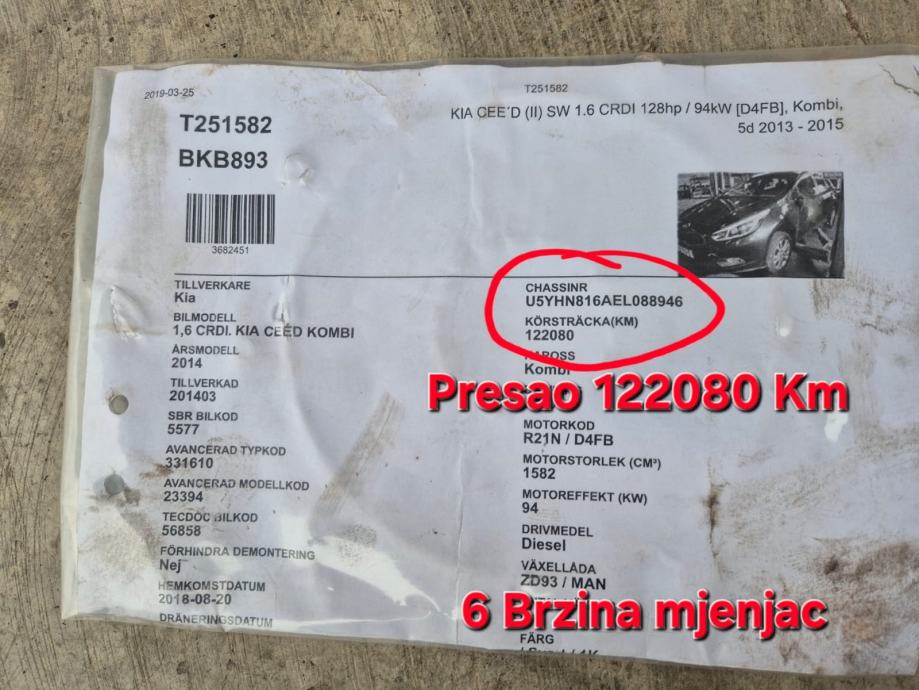 2019-03-25
T251582
T251582
BKB893
KIA CEE´D (II) SW 1.6 CRDI 128hp / 94kW [D4FB], Kombi,
5d 2013 - 2015
3682451
TILLVERKARE
Kia
BILMODELL
1,6 CRDI. KIA CEED KOMBI
ÅRSMODELL
2014
TILLVERKAD
201403
SBR BILKOD
5577
AVANCERAD TYPKOD
331610
AVANCERAD MODELLKOD
23394
TECDOC BILKOD
56858
FÖRHINDRA DEMONTERING
Nej
HEMKOMSTDATUM
2018-08-20
DRÄNERINGSDATUM
CHASSINR
U5YHN816AEL088946
KÖRSTRÄCKA(KM)
122080
KAROSS
Kombi
Presao 122080 Km
MOTORKOD
R21N / D4FB
MOTORSTORLEK (CM³)
1582
MOTOREFFEKT (KW)
94
DRIVMEDEL
Diesel
VÄXELLÅDA
ZD93 / MAN
6 Brzina mjenjac
FÄRG